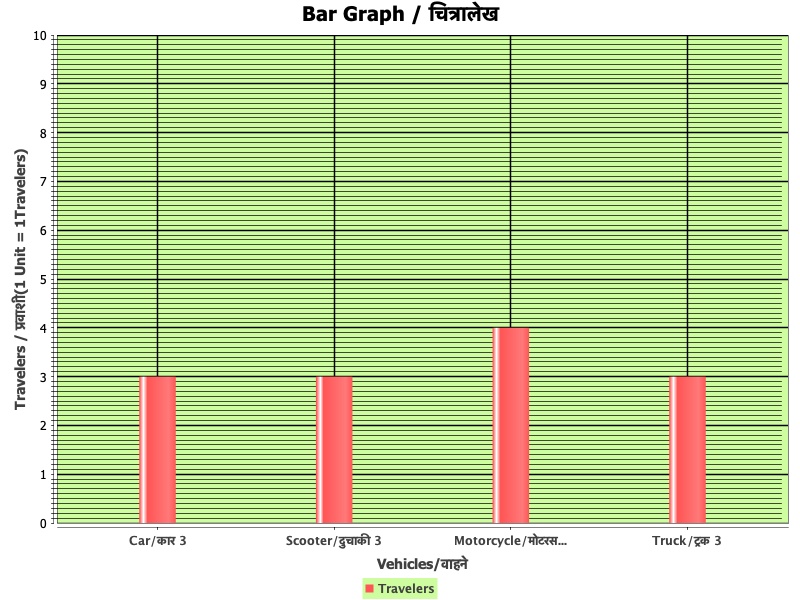 Bar Graph / चित्रालेख
10
9
8
7
6
5
4
3
2
1
0
Travelers / प्रवाशी(1 Unit = 1Travelers)
Car/कार 3
Scooter/दुचाकी 3
Motorcycle/मोटरस...
Truck/ट्रक 3
Vehicles/वाहने
Travelers